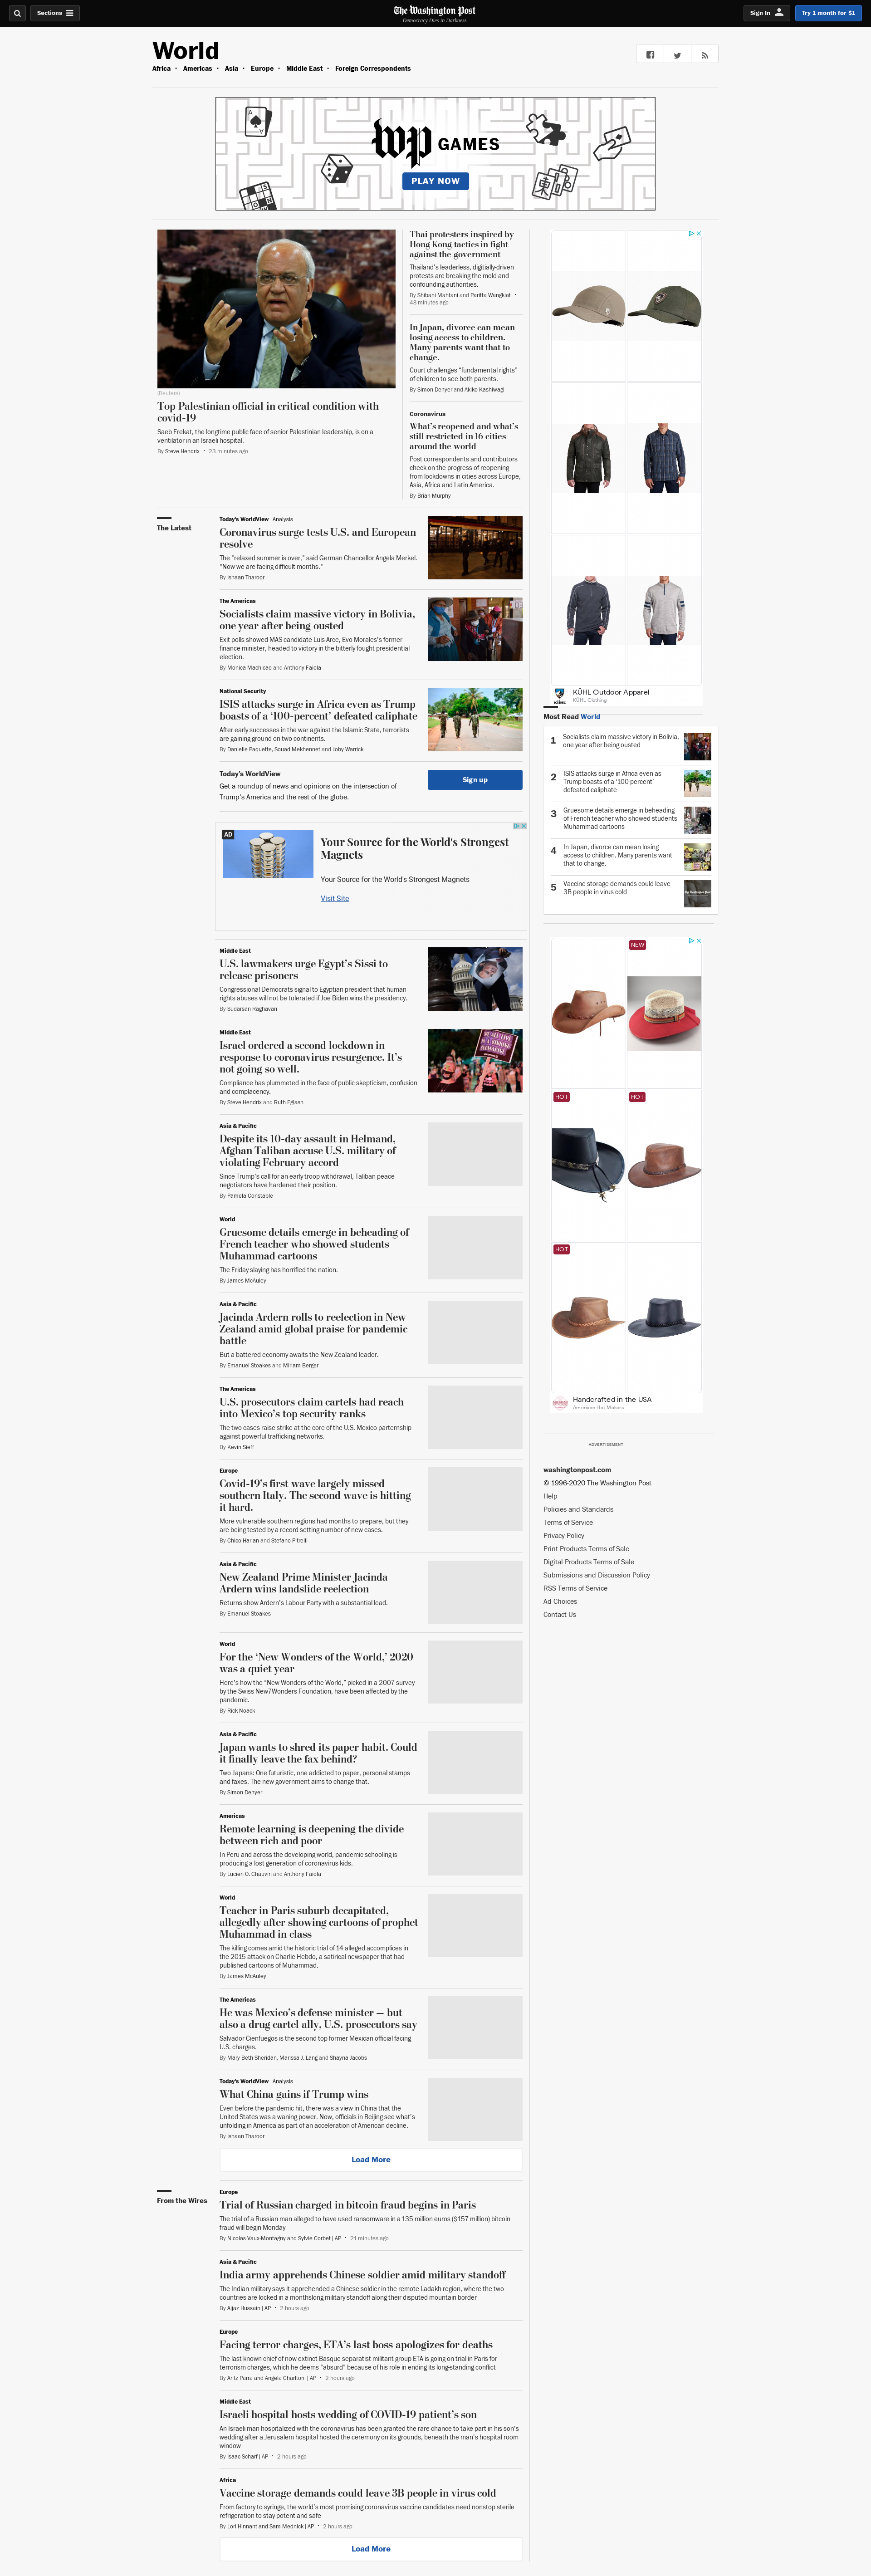 Sections
The Washington Post
Democracy Dies in Darkness
Sign In
Try 1 month for $1
World
Africa • Americas • Asia • Europe • Middle East • Foreign Correspondents
wp GAMES
PLAY NOW
(Reuters)
Top Palestinian official in critical condition with
covid-19
Saeb Erekat, the longtime public face of senior Palestinian leadership, is on a
ventilator in an Israeli hospital.
By Steve Hendrix • 23 minutes ago
Thai protesters inspired by
Hong Kong tactics in fight
against the government
Thailand's leaderless, digitially-driven
protests are breaking the mold and
confounding authorities.
By Shibani Mahtani and Paritta Wangkiat •
48 minutes ago
In Japan, divorce can mean
losing access to children.
Many parents want that to
change.
Court challenges "fundamental rights"
of children to see both parents.
By Simon Denyer and Akiko Kashiwagi
Coronavirus
What's reopened and what's
still restricted in 16 cities
around the world
Post correspondents and contributors
check on the progress of reopening
from lockdowns in cities across Europe,
Asia, Africa and Latin America.
By Brian Murphy
The Latest
Today's WorldView Analysis
Coronavirus surge tests U.S. and European
resolve
The "relaxed summer is over," said German Chancellor Angela Merkel.
"Now we are facing difficult months."
By Ishaan Tharoor
The Americas
Socialists claim massive victory in Bolivia,
one year after being ousted
Exit polls showed MAS candidate Luis Arce, Evo Morales's former
finance minister, headed to victory in the bitterly fought presidential
election.
By Monica Machicao and Anthony Faiola
National Security
ISIS attacks surge in Africa even as Trump
boasts of a '100-percent' defeated caliphate
After early successes in the war against the Islamic State, terrorists
are gaining ground on two continents.
By Danielle Paquette, Souad Mekhennet and Joby Warrick
Today's WorldView
Get a roundup of news and opinions on the intersection of
Trump's America and the rest of the globe.
Sign up
AD
Your Source for the World's Strongest
Magnets
Your Source for the World's Strongest Magnets
Visit Site
Middle East
U.S. lawmakers urge Egypt's Sissi to
release prisoners
Congressional Democrats signal to Egyptian president that human
rights abuses will not be tolerated if Joe Biden wins the presidency.
By Sudarsan Raghavan
Middle East
Israel ordered a second lockdown in
response to coronavirus resurgence. It's
not going so well.
Compliance has plummeted in the face of public skepticism, confusion
and complacency.
By Steve Hendrix and Ruth Eglash
Asia & Pacific
Despite its 10-day assault in Helmand,
Afghan Taliban accuse U.S. military of
violating February accord
Since Trump's call for an early troop withdrawal, Taliban peace
negotiators have hardened their position.
By Pamela Constable
World
Gruesome details emerge in beheading of
French teacher who showed students
Muhammad cartoons
The Friday slaying has horrified the nation.
By James McAuley
Asia & Pacific
Jacinda Ardern rolls to reelection in New
Zealand amid global praise for pandemic
battle
But a battered economy awaits the New Zealand leader.
By Emanuel Stoakes and Miriam Berger
The Americas
U.S. prosecutors claim cartels had reach
into Mexico's top security ranks
The two cases raise strike at the core of the U.S.-Mexico parternship
against powerful trafficking networks.
By Kevin Sieff
Europe
Covid-19's first wave largely missed
southern Italy. The second wave is hitting
it hard.
More vulnerable southern regions had months to prepare, but they
are being tested by a record-setting number of new cases.
By Chico Harlan and Stefano Pitrelli
Asia & Pacific
New Zealand Prime Minister Jacinda
Ardern wins landslide reelection
Returns show Ardern's Labour Party with a substantial lead.
By Emanuel Stoakes
World
For the 'New Wonders of the World,' 2020
was a quiet year
Here's how the "New Wonders of the World," picked in a 2007 survey
by the Swiss New7Wonders Foundation, have been affected by the
pandemic.
By Rick Noack
Asia & Pacific
Japan wants to shred its paper habit. Could
it finally leave the fax behind?
Two Japans: One futuristic, one addicted to paper, personal stamps
and faxes. The new government aims to change that.
By Simon Denyer
Americas
Remote learning is deepening the divide
between rich and poor
In Peru and across the developing world, pandemic schooling is
producing a lost generation of coronavirus kids.
By Lucien O. Chauvin and Anthony Faiola
World
Teacher in Paris suburb decapitated,
allegedly after showing cartoons of prophet
Muhammad in class
The killing comes amid the historic trial of 14 alleged accomplices in
the 2015 attack on Charlie Hebdo, a satirical newspaper that had
published cartoons of Muhammad.
By James McAuley
The Americas
He was Mexico's defense minister — but
also a drug cartel ally, U.S. prosecutors say
Salvador Cienfuegos is the second top former Mexican official facing
U.S. charges.
By Mary Beth Sheridan, Marissa J. Lang and Shayna Jacobs
Today's WorldView Analysis
What China gains if Trump wins
Even before the pandemic hit, there was a view in China that the
United States was a waning power. Now, officials in Beijing see what's
unfolding in America as part of an acceleration of American decline.
By Ishaan Tharoor
Load More
From the Wires
Europe
Trial of Russian charged in bitcoin fraud begins in Paris
The trial of a Russian man alleged to have used ransomware in a 135 million euros ($157 million) bitcoin
fraud will begin Monday
By Nicolas Vaux-Montagny and Sylvie Corbet | AP • 21 minutes ago
Asia & Pacific
India army apprehends Chinese soldier amid military standoff
The Indian military says it apprehended a Chinese soldier in the remote Ladakh region, where the two
countries are locked in a monthslong military standoff along their disputed mountain border
By Aijaz Hussain | AP • 2 hours ago
Europe
Facing terror charges, ETA's last boss apologizes for deaths
The last-known chief of now-extinct Basque separatist militant group ETA is going on trial in Paris for
terrorism charges, which he deems "absurd" because of his role in ending its long-standing conflict
By Aritz Parra and Angela Charlton | AP • 2 hours ago
Middle East
Israeli hospital hosts wedding of COVID-19 patient's son
An Israeli man hospitalized with the coronavirus has been granted the rare chance to take part in his son's
wedding after a Jerusalem hospital hosted the ceremony on its grounds, beneath the man's hospital room
window
By Isaac Scharf | AP • 2 hours ago
Africa
Vaccine storage demands could leave 3B people in virus cold
From factory to syringe, the world's most promising coronavirus vaccine candidates need nonstop sterile
refrigeration to stay potent and safe
By Lori Hinnant and Sam Mednick | AP • 2 hours ago
Load More
KÜHL
KÜHL Outdoor Apparel
KÜHL Clothing
Most Read World
1 Socialists claim massive victory in Bolivia,
one year after being ousted
2 ISIS attacks surge in Africa even as
Trump boasts of a '100-percent'
defeated caliphate
3 Gruesome details emerge in beheading
of French teacher who showed students
Muhammad cartoons
4 In Japan, divorce can mean losing
access to children. Many parents want
that to change.
5 Vaccine storage demands could leave
3B people in virus cold
NEW
HOT
HOT
HOT
Handcrafted in the USA
American Hat Makers
ADVERTISEMENT
washingtonpost.com
© 1996-2020 The Washington Post
Help
Policies and Standards
Terms of Service
Privacy Policy
Print Products Terms of Sale
Digital Products Terms of Sale
Submissions and Discussion Policy
RSS Terms of Service
Ad Choices
Contact Us